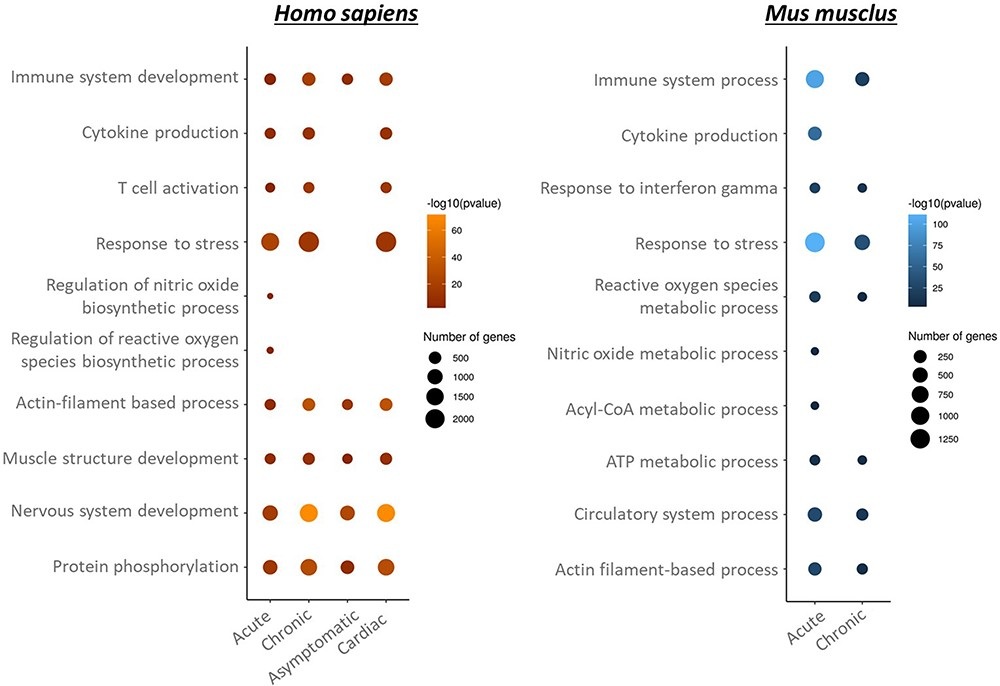 Homo sapiens
Immune system development
Cytokine production
T cell activation
Response to stress
Regulation of nitric oxide
biosynthetic process
Regulation of reactive oxygen
species biosynthetic process
Actin-filament based process
Muscle structure development
Nervous system development
Protein phosphorylation
Acute
Chronic
Asymptomatic
Cardiac
-log10(pvalue)
60
40
20
Number of genes
500
1000
1500
2000
Mus musclus
Immune system process
Cytokine production
Response to interferon gamma
Response to stress
Reactive oxygen species
metabolic process
Nitric oxide metabolic process
Acyl-CoA metabolic process
ATP metabolic process
Circulatory system process
Actin filament-based process
Acute
Chronic
-log10(pvalue)
100
75
50
25
Number of genes
250
500
750
1000
1250